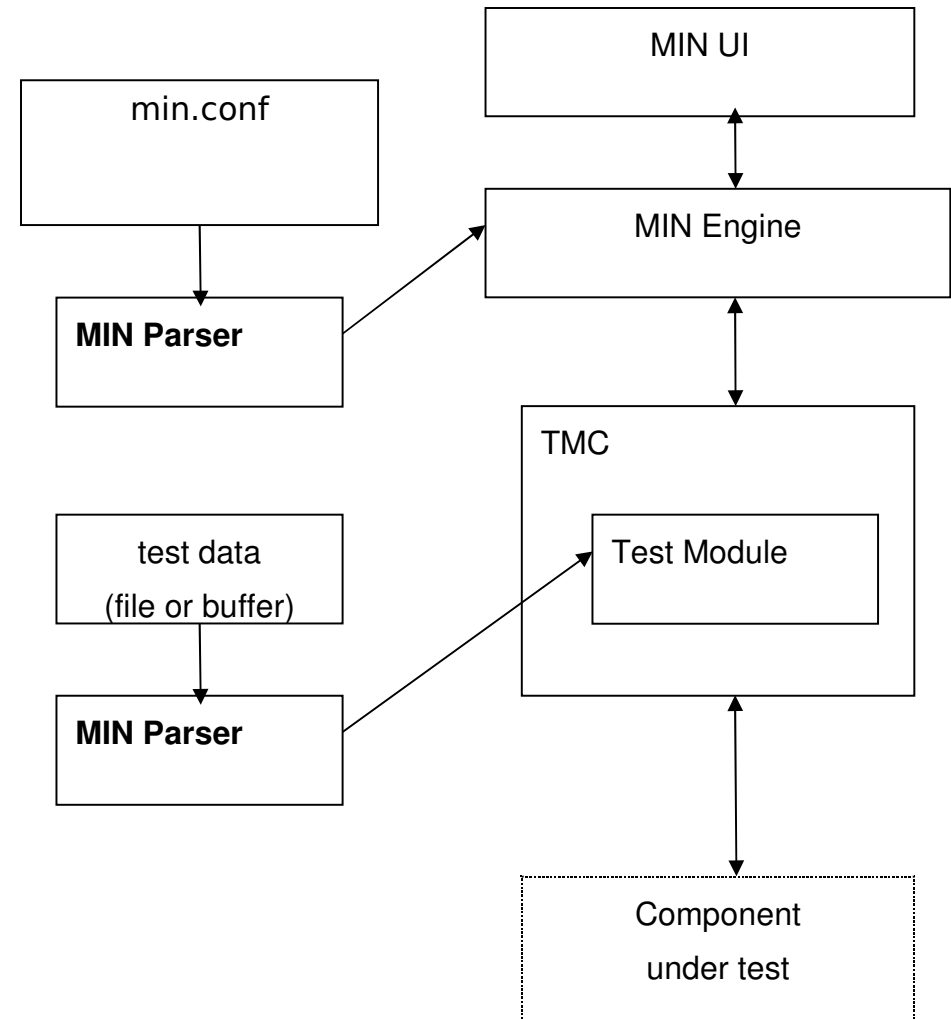 MIN UI
min.conf
MIN Engine
MIN Parser
TMC
test data
(file or buffer)
Test Module
MIN Parser
Component
under test